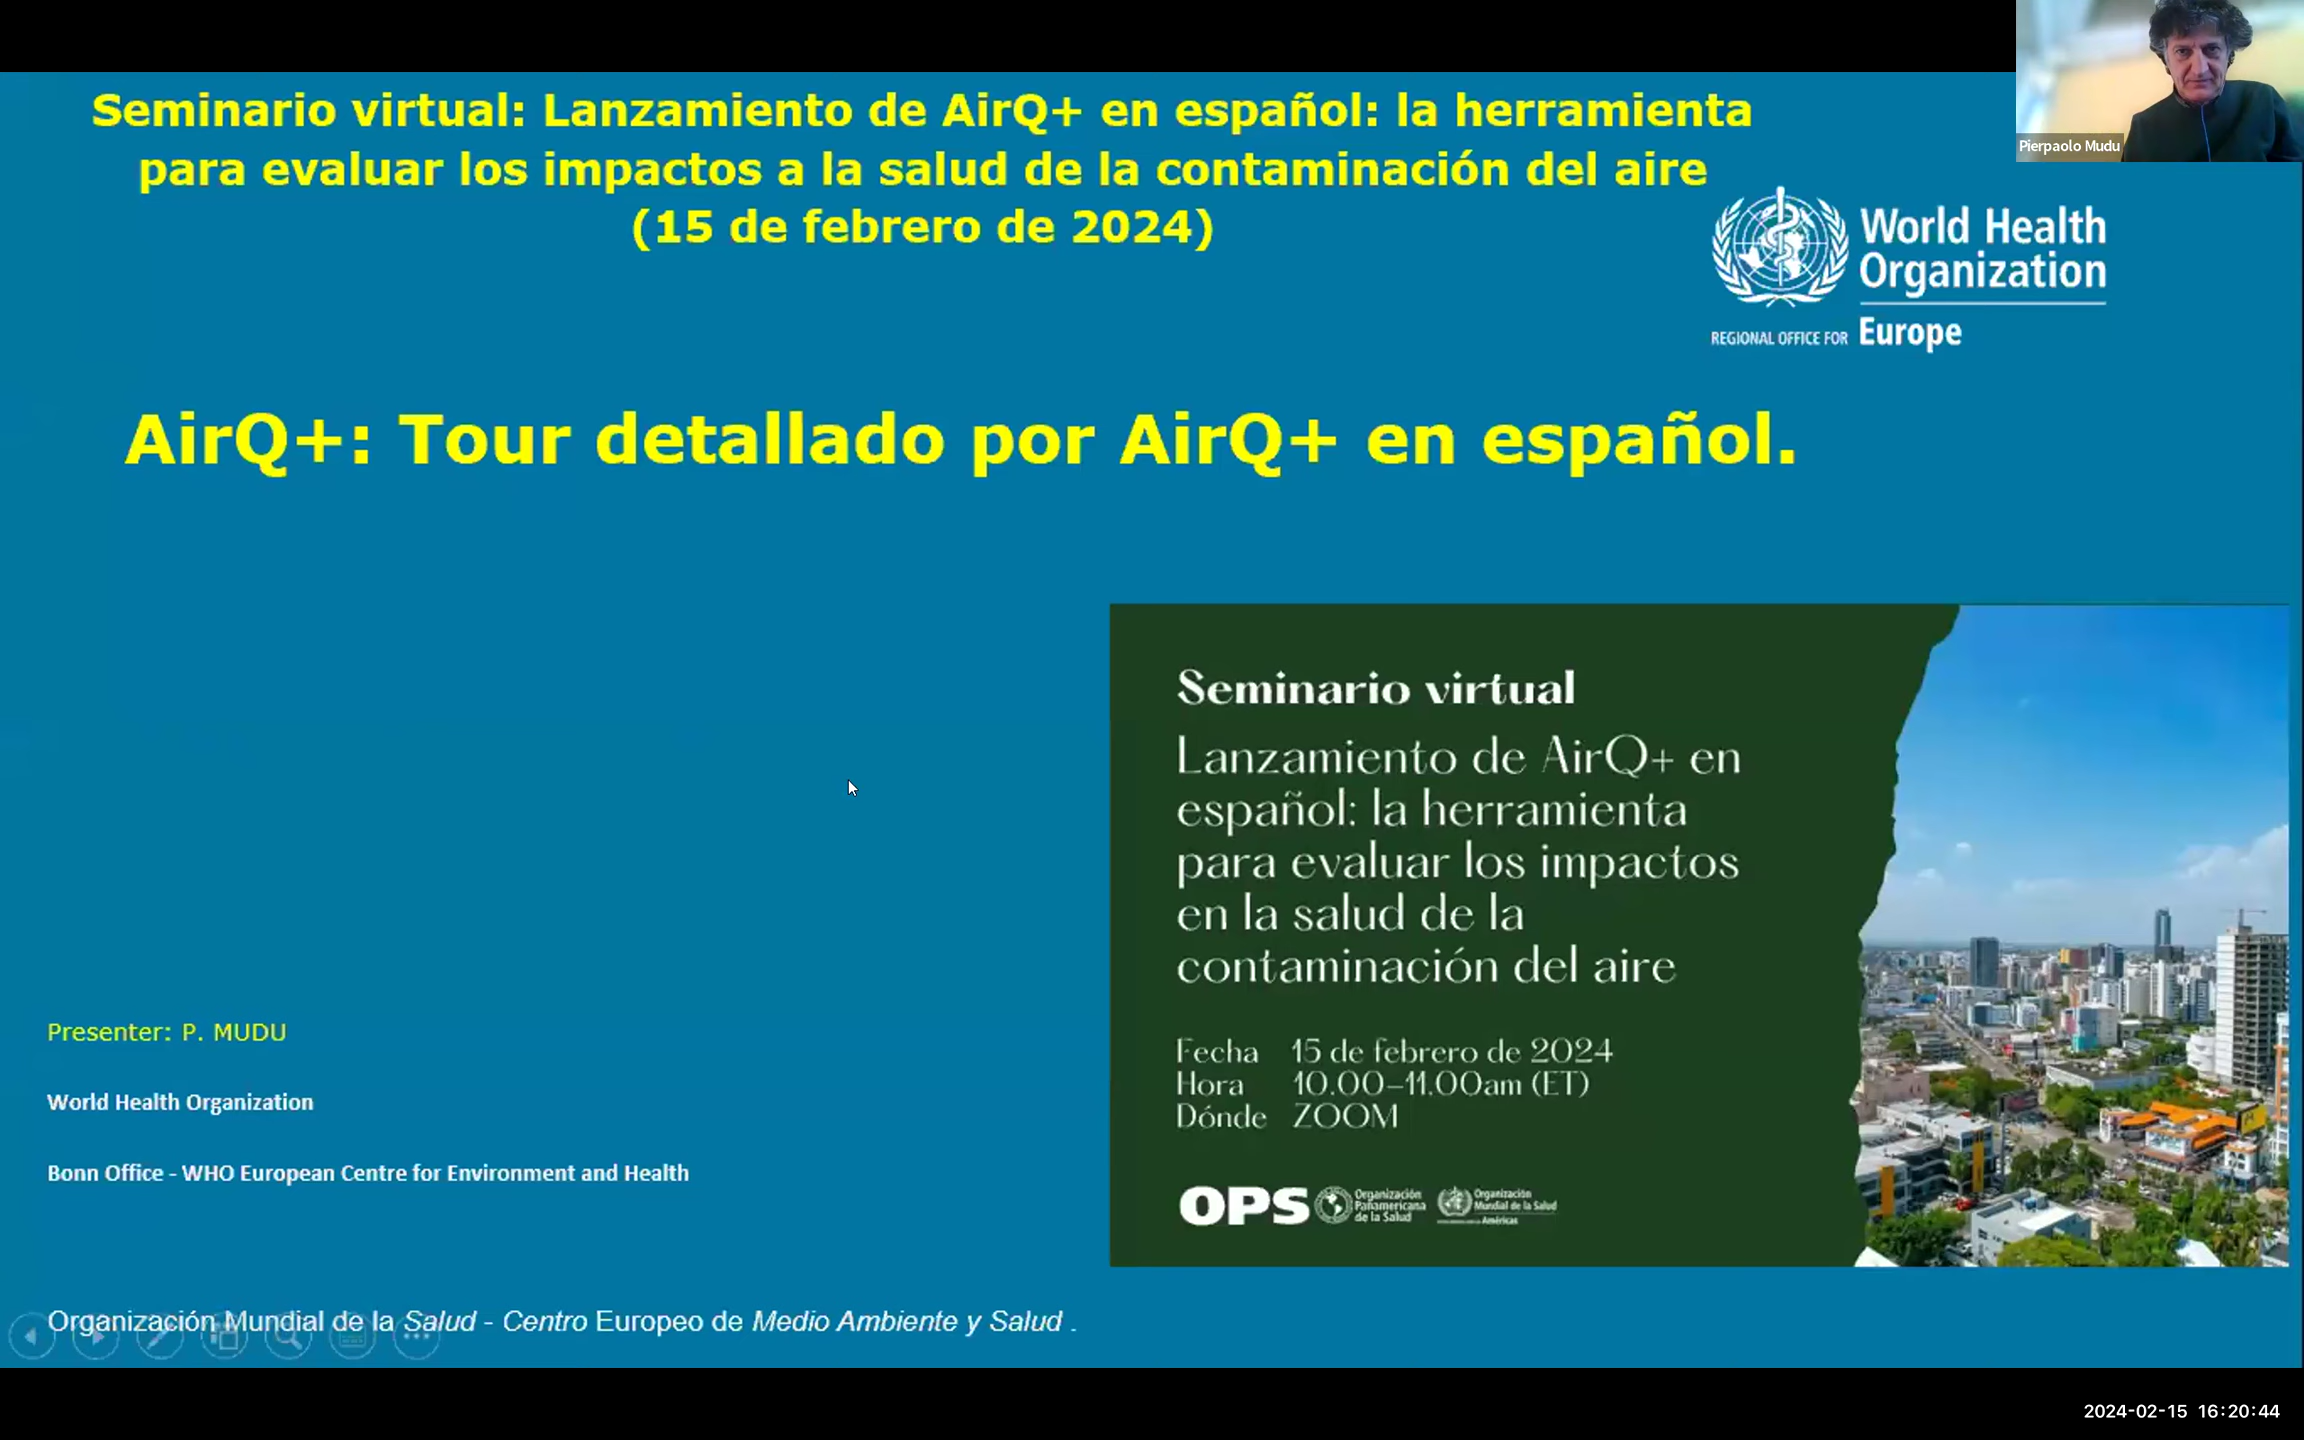 Seminario virtual: Lanzamiento de AirQ+ en español: la herramienta
para evaluar los impactos a la salud de la contaminación del aire
(15 de febrero de 2024)
Pierpaolo Mudu
World Health
Organization
REGIONAL OFFICE FOR Europe
AirQ+: Tour detallado por AirQ+ en español.
Seminario virtual
Lanzamiento de AirQ+ en
español: la herramienta
para evaluar los impactos
en la salud de la
contaminación del aire
Fecha 15 de febrero de 2024
Hora 10.00–11.00am (ET)
Dónde ZOOM
OPS
Organización
Panamericana
de la Salud
Organización
Mundial de la Salud
Américas
Presenter: P. MUDU
World Health Organization
Bonn Office - WHO European Centre for Environment and Health
Organización Mundial de la Salud - Centro Europeo de Medio Ambiente y Salud .
2024-02-15 16:20:44